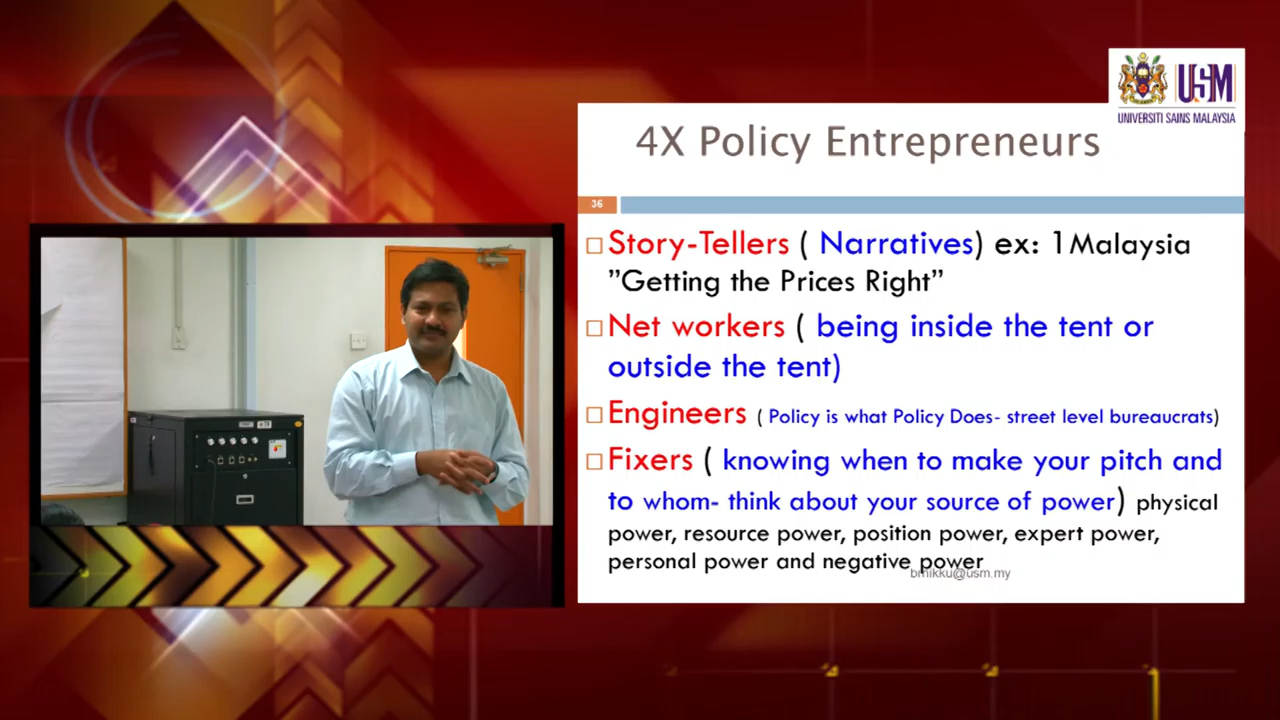 USM
UNIVERSITI SAINS MALAYSIA
4X Policy Entrepreneurs
36
Story-Tellers ( Narratives) ex: 1Malaysia
”Getting the Prices Right”
Net workers ( being inside the tent or
outside the tent)
Engineers ( Policy is what Policy Does- street level bureaucrats)
Fixers ( knowing when to make your pitch and
to whom- think about your source of power) physical
power, resource power, position power, expert power,
personal power and negative power
brnikku@usm.my